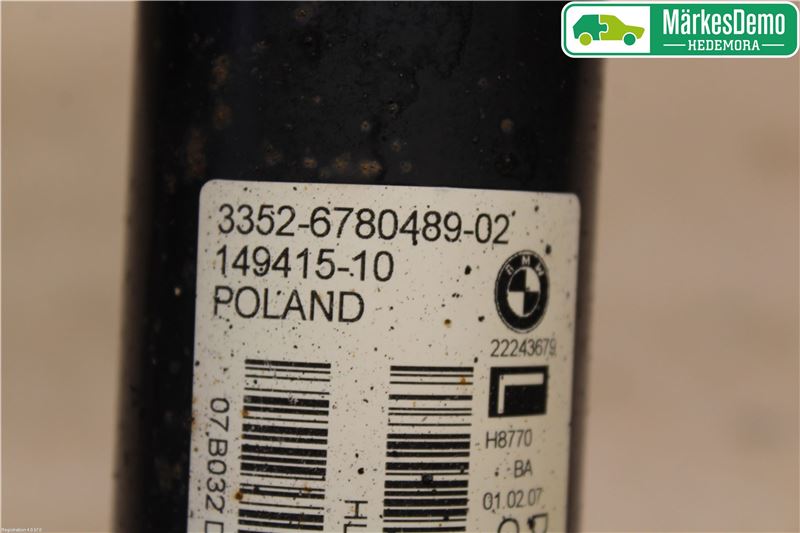 MärkesDemo
HEDEMORA
3352-6780489-02
149415-10
POLAND
BMW
22243679
H8770
BA
01.02.07
07.B032